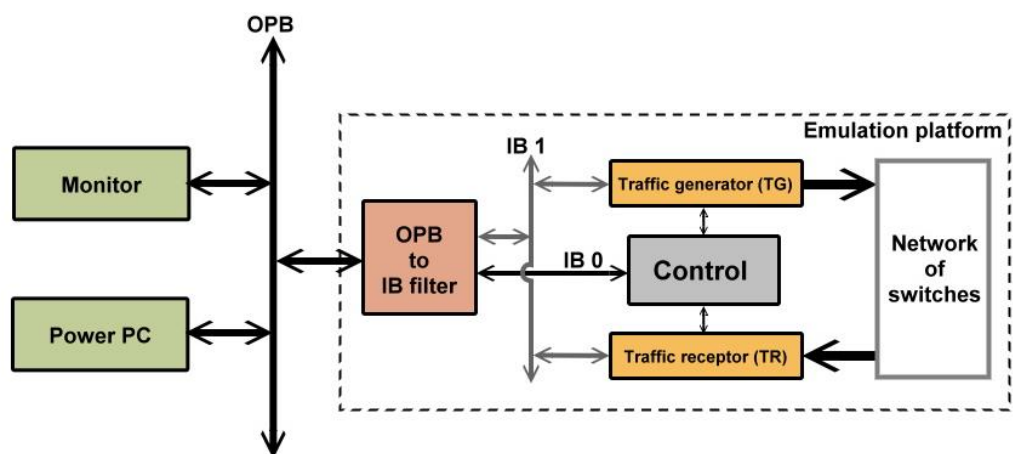 OPB
Emulation platform
IB 1
Monitor
Traffic generator (TG)
OPB
to
IB filter
IB 0
Control
Network
of
switches
Power PC
Traffic receptor (TR)